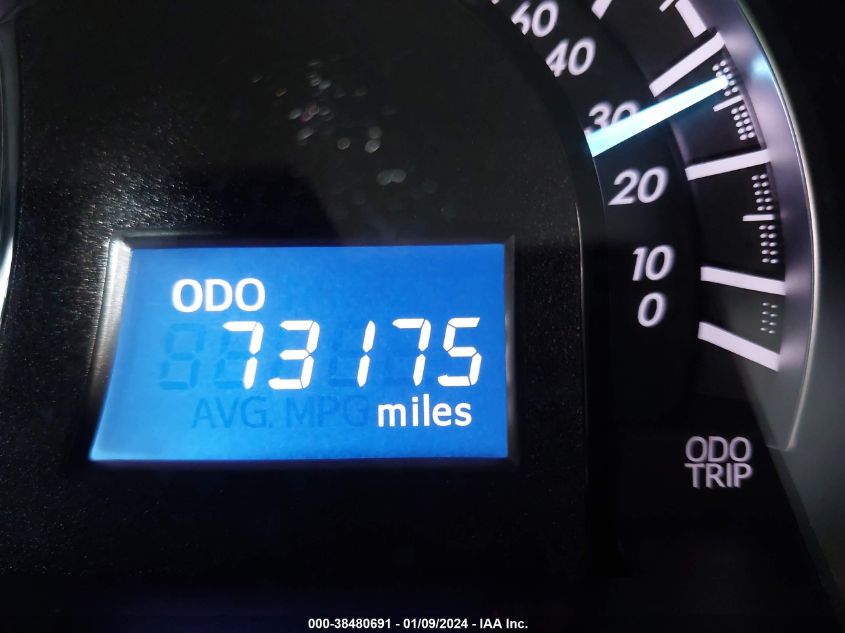 60
40
30
20
10
0
ODO
73175
AVG. MPG miles
ODO
TRIP
000-38480691 - 01/09/2024 - IAA Inc.